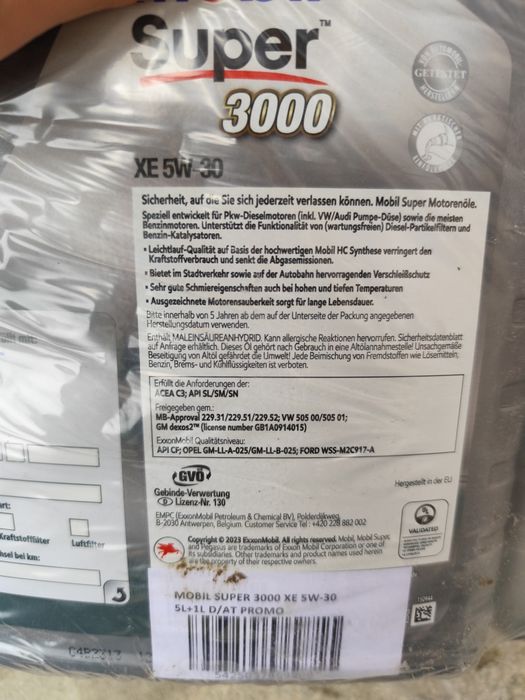 Super™
3000
XE 5W-30
GETESTET
Sicherheit, auf die Sie sich jederzeit verlassen können. Mobil Super Motorenöle.
Speziell entwickelt für Pkw-Dieselmotoren (inkl. VW/Audi Pumpe-Düse) sowie die meisten
Benzinmotoren. Unterstützt die Funktionalität von (wartungsfreien) Diesel-Partikelfiltern und
Benzin-Katalysatoren.
• Leichtlauf-Qualität auf Basis der hochwertigen Mobil HC Synthese verringert den
Kraftstoffverbrauch und senkt die Abgasemissionen.
• Bietet im Stadtverkehr sowie auf der Autobahn hervorragenden Verschleißschutz
• Sehr gute Schmiereigenschaften auch bei hohen und tiefen Temperaturen
• Ausgezeichnete Motorensauberkeit sorgt für lange Lebensdauer.
Bitte innerhalb von 5 Jahren ab dem auf der Unterseite der Packung angegebenen
Herstellungsdatum verwenden.
Enthält MALEINSÄUREANHYDRID. Kann allergische Reaktionen hervorrufen. Sicherheitsdatenblatt
auf Anfrage erhältlich. Dieses Öl gehört nach Gebrauch in eine Altölannahmestelle! Unsachgemäße
Beseitigung von Altöl gefährdet die Umwelt! Jede Beimischung von Fremdstoffen wie Lösemitteln,
Benzin, Brems- und Kühlflüssigkeiten ist verboten.
Erfüllt die Anforderungen der:
ACEA C3; API SL/SM/SN
Freigegeben gem.:
MB-Approval 229.31/229.51/229.52; VW 505 00/505 01;
GM dexos2™ (license number GB1A0914015)
ExxonMobil Qualitätsniveau:
API CF; OPEL GM-LL-A-025/GM-LL-B-025; FORD WSS-M2C917-A
GVÖ
Gebinde-Verwertung
D Lizenz-Nr. 130
Hergestellt in der EU
EMPC (ExxonMobil Petroleum & Chemical BV), Polderdijkweg,
B-2030 Antwerpen, Belgium. Customer Service Tel: +420 228 882 002
VALIDATED
Copyright © 2023 ExxonMobil. All rights reserved. Mobil, Mobil Super,
and Pegasus are trademarks of Exxon Mobil Corporation or one of
its subsidiaries. Other trademarks and product names used herein
are the property of their respective owners.
Kraftstofffilter
Luftfilter
hsel bei km:
MOBIL SUPER 3000 XE 5W-30
5L+1L D/AT PROMO